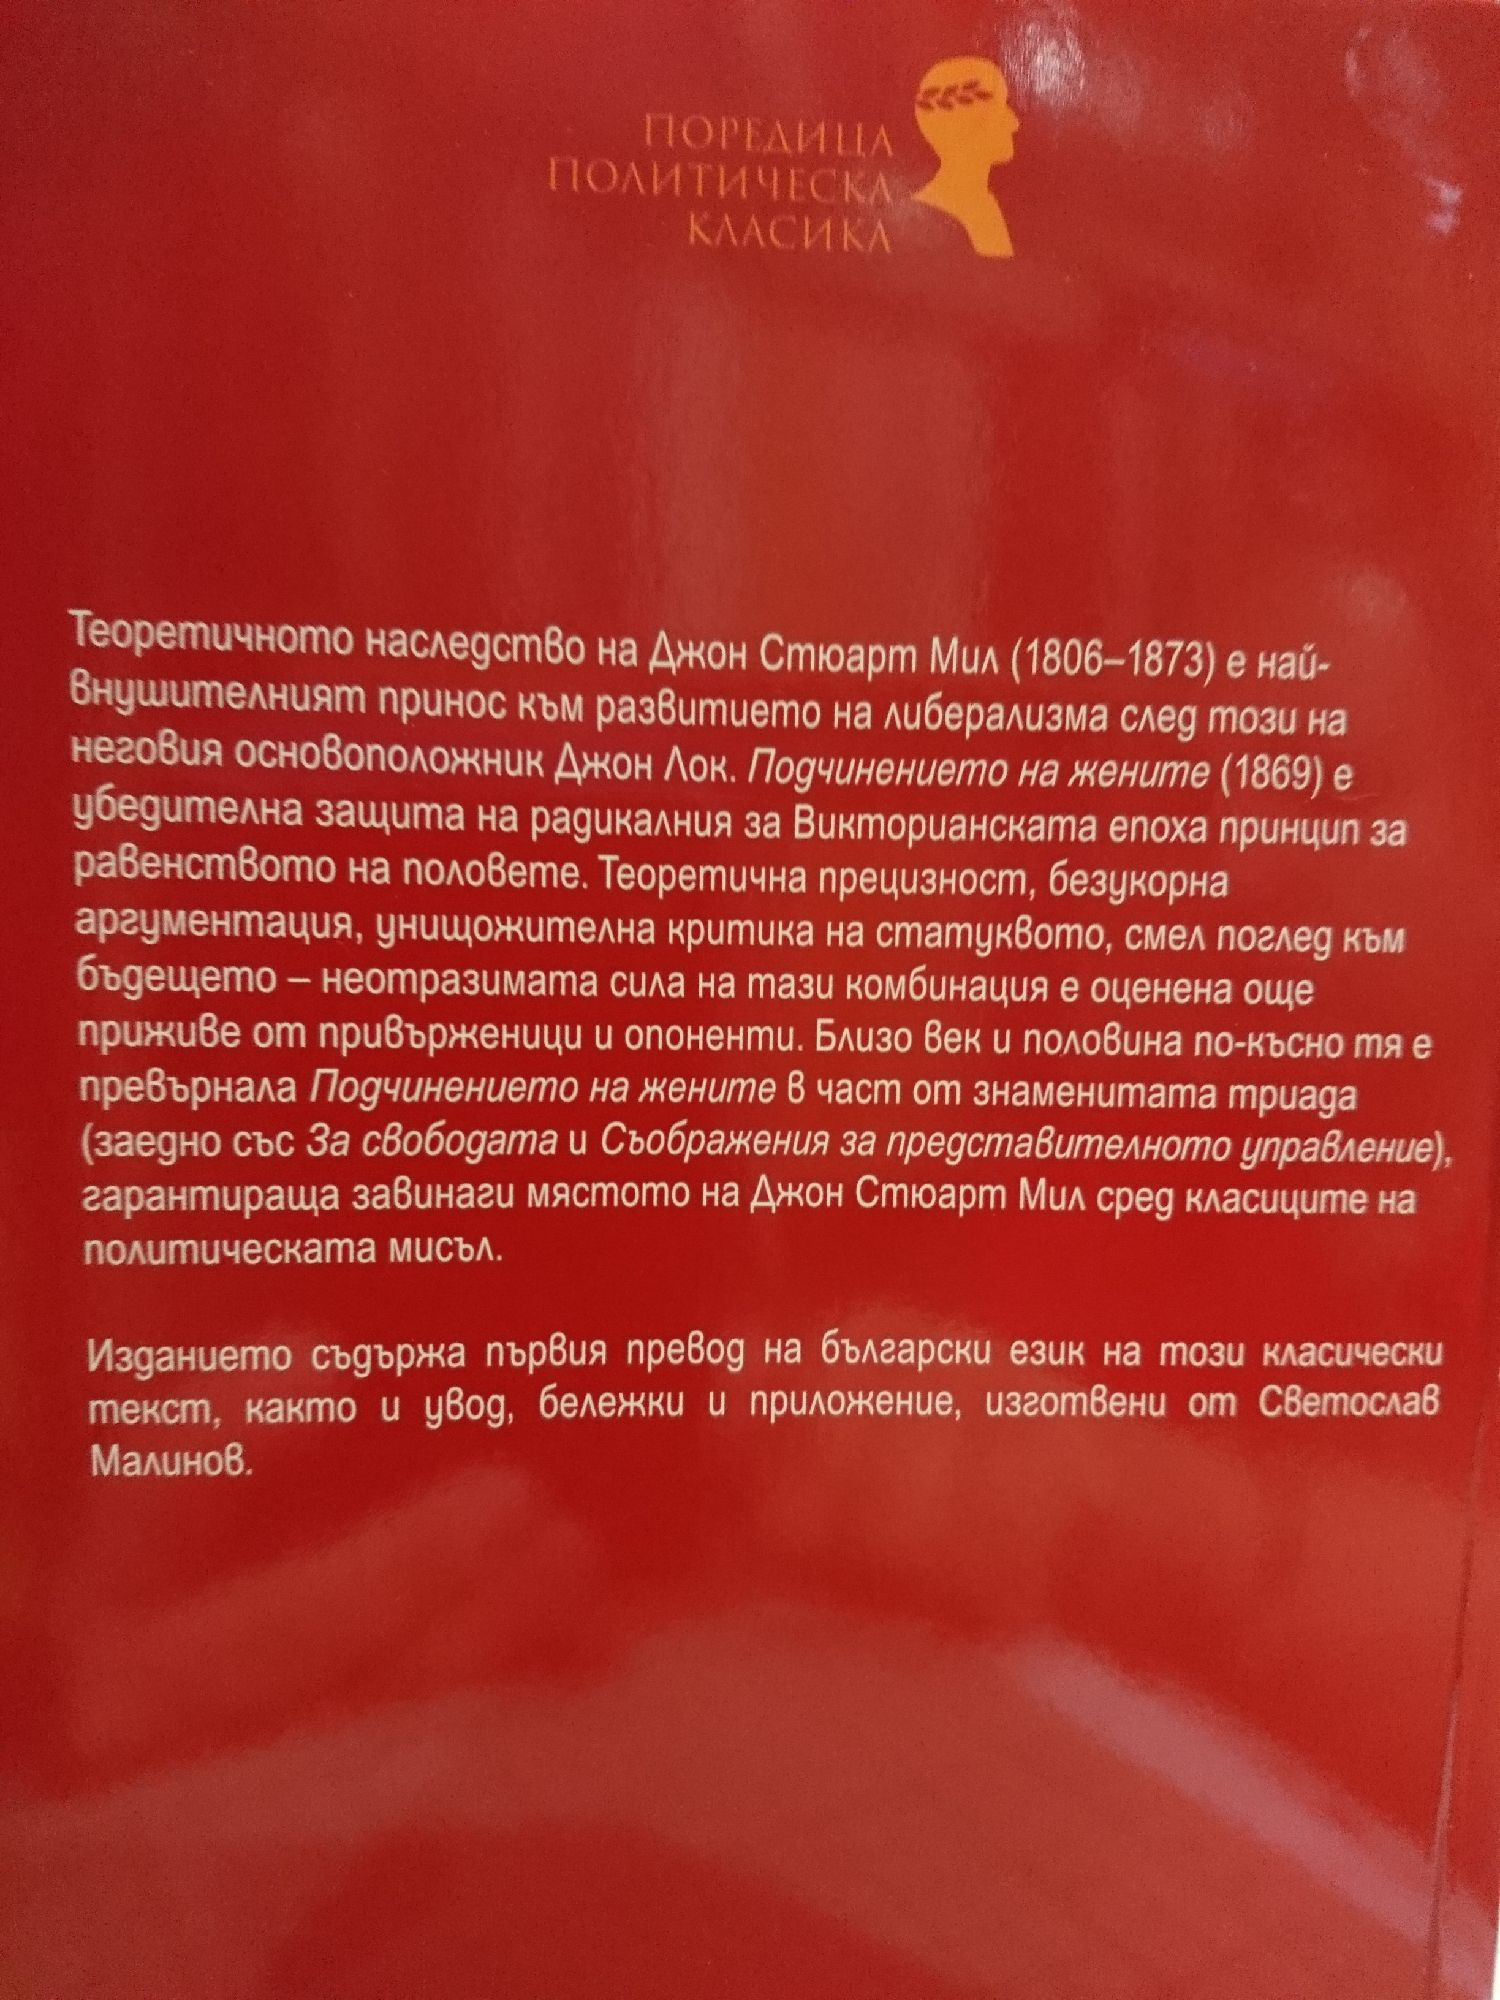 ПОРЕДИЦА
ПОЛИТИЧЕСКА
КЛАСИКА
Теоретичното наследство на Джон Стюарт Мил (1806–1873) е най-
внушителният принос към развитието на либерализма след този на
неговия основоположник Джон Лок. Подчинението на жените (1869) е
убедителна защита на радикалния за Викторианската епоха принцип за
равенството на половете. Теоретична прецизност, безукорна
аргументация, унищожителна критика на статуквото, смел поглед към
бъдещето – неотразимата сила на тази комбинация е оценена още
приживе от привърженици и опоненти. Близо век и половина по-късно тя е
превърнала Подчинението на жените в част от знаменитата триада
(заедно със За свободата и Съображения за представителното управление),
гарантираща завинаги мястото на Джон Стюарт Мил сред класиците на
политическата мисъл.
Изданието съдържа първия превод на български език на този класически
текст, както и увод, бележки и приложение, изготвени от Светослав
Малинов.